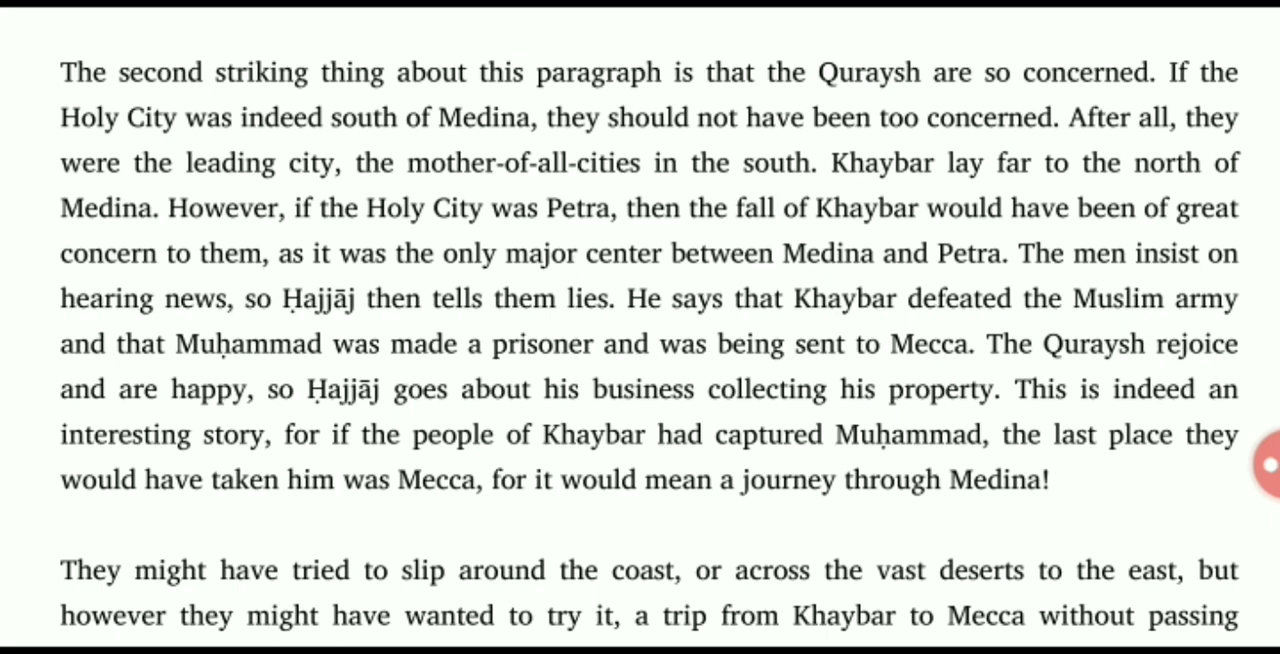 The second striking thing about this paragraph is that the Quraysh are so concerned. If the
Holy City was indeed south of Medina, they should not have been too concerned. After all, they
were the leading city, the mother-of-all-cities in the south. Khaybar lay far to the north of
Medina. However, if the Holy City was Petra, then the fall of Khaybar would have been of great
concern to them, as it was the only major center between Medina and Petra. The men insist on
hearing news, so Ḥajjāj then tells them lies. He says that Khaybar defeated the Muslim army
and that Muḥammad was made a prisoner and was being sent to Mecca. The Quraysh rejoice
and are happy, so Ḥajjāj goes about his business collecting his property. This is indeed an
interesting story, for if the people of Khaybar had captured Muḥammad, the last place they
would have taken him was Mecca, for it would mean a journey through Medina!
They might have tried to slip around the coast, or across the vast deserts to the east, but
however they might have wanted to try it, a trip from Khaybar to Mecca without passing